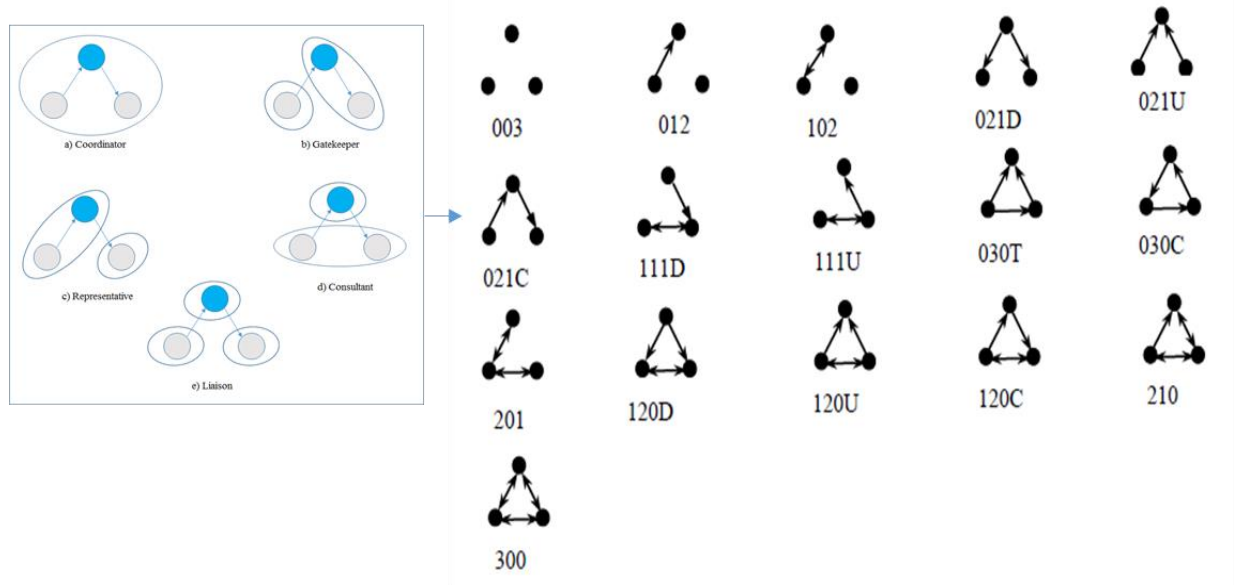 a) Coordinator
b) Gatekeeper
c) Representative
d) Consultant
e) Liaison
003
012
102
021D
021U
021C
111D
111U
030T
030C
201
120D
120U
120C
210
300